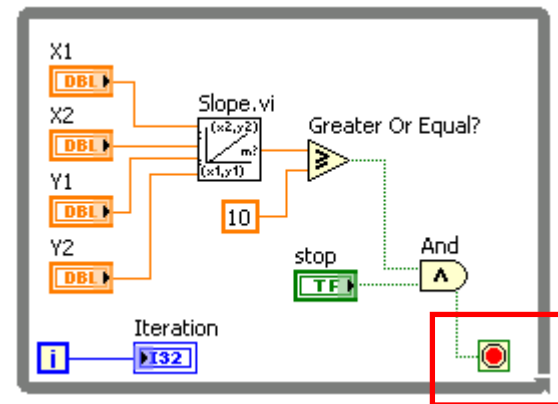 X1
DBL
X2
DBL
Y1
DBL
Y2
DBL
Slope.vi
(x2,y2)
m?
(x1,y1)
Greater Or Equal?
≥
10
stop
TF
And
∧
Iteration
i
I32